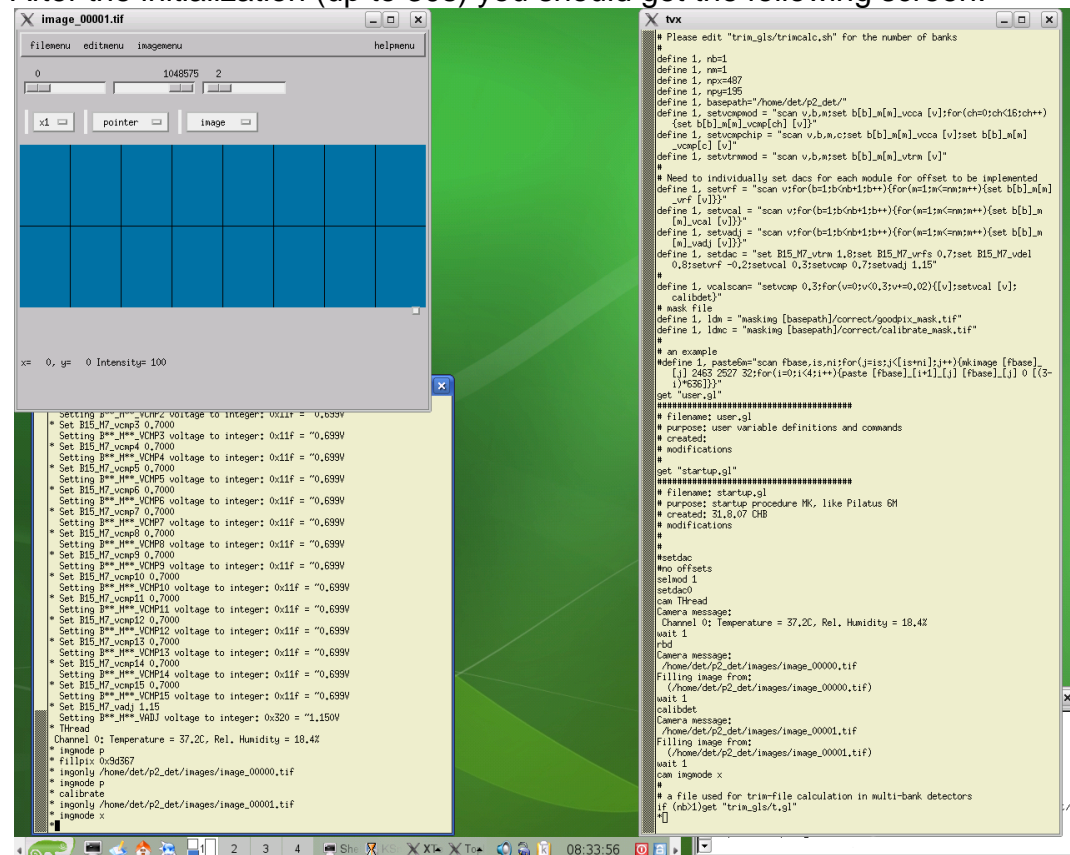 After the initialization (up to 30s) you should get the following screen:
image_00001.tif
filemenu editmenu imagemenu helpmenu
0 1048575 2
x1 pointer image
x= 0, y= 0 Intensity= 100
Setting B**_M**_VCMP2 voltage to integer: 0x11f = ~0.699V
* Set B15_M7_vcmp3 0.7000
Setting B**_M**_VCMP3 voltage to integer: 0x11f = ~0.699V
* Set B15_M7_vcmp4 0.7000
Setting B**_M**_VCMP4 voltage to integer: 0x11f = ~0.699V
* Set B15_M7_vcmp5 0.7000
Setting B**_M**_VCMP5 voltage to integer: 0x11f = ~0.699V
* Set B15_M7_vcmp6 0.7000
Setting B**_M**_VCMP6 voltage to integer: 0x11f = ~0.699V
* Set B15_M7_vcmp7 0.7000
Setting B**_M**_VCMP7 voltage to integer: 0x11f = ~0.699V
* Set B15_M7_vcmp8 0.7000
Setting B**_M**_VCMP8 voltage to integer: 0x11f = ~0.699V
* Set B15_M7_vcmp9 0.7000
Setting B**_M**_VCMP9 voltage to integer: 0x11f = ~0.699V
* Set B15_M7_vcmp10 0.7000
Setting B**_M**_VCMP10 voltage to integer: 0x11f = ~0.699V
* Set B15_M7_vcmp11 0.7000
Setting B**_M**_VCMP11 voltage to integer: 0x11f = ~0.699V
* Set B15_M7_vcmp12 0.7000
Setting B**_M**_VCMP12 voltage to integer: 0x11f = ~0.699V
* Set B15_M7_vcmp13 0.7000
Setting B**_M**_VCMP13 voltage to integer: 0x11f = ~0.699V
* Set B15_M7_vcmp14 0.7000
Setting B**_M**_VCMP14 voltage to integer: 0x11f = ~0.699V
* Set B15_M7_vcmp15 0.7000
Setting B**_M**_VCMP15 voltage to integer: 0x11f = ~0.699V
* Set B15_M7_vadj 1.15
Setting B**_M**_VADJ voltage to integer: 0x320 = ~1.150V
* THread
Channel 0: Temperature = 37.2C, Rel. Humidity = 18.4%
* imgmode p
* fillpix 0x9d367
* imgonly /home/det/p2_det/images/image_00000.tif
* imgmode p
* calibrate
* imgonly /home/det/p2_det/images/image_00001.tif
* imgmode x
*
tvx
# Please edit "trim_gls/trimcalc.sh" for the number of banks
#
define 1, nb=1
define 1, nm=1
define 1, npx=487
define 1, npy=195
define 1, basepath="/home/det/p2_det/"
define 1, setvcmpmod = "scan v,b,m;set b[b]_m[m]_vcca [v];for(ch=0;ch<16;ch++)
{set b[b]_m[m]_vcmp[ch] [v]}"
define 1, setvcmpchip = "scan v,b,m,c;set b[b]_m[m]_vcca [v];set b[b]_m[m]
_vcmp[c] [v]"
define 1, setvtrmmod = "scan v,b,m;set b[b]_m[m]_vtrm [v]"
#
# Need to individually set dacs for each module for offset to be implemented
define 1, setvrf = "scan v;for(b=1;b<nb+1;b++){for(m=1;m<=nm;m++){set b[b]_m[m]
_vrf [v]}}"
define 1, setvcal = "scan v;for(b=1;b<nb+1;b++){for(m=1;m<=nm;m++){set b[b]_m
[m]_vcal [v]}}"
define 1, setvadj = "scan v;for(b=1;b<nb+1;b++){for(m=1;m<=nm;m++){set b[b]_m
[m]_vadj [v]}}"
define 1, setdac = "set B15_M7_vtrm 1.8;set B15_M7_vrfs 0.7;set B15_M7_vdel
0.8;setvrf -0.2;setvcal 0.3;setvcmp 0.7;setvadj 1.15"
#
define 1, vcalscan= "setvcmp 0.3;for(v=0;v<0.3;v+=0.02){[v];setvcal [v];
calibdet}"
# mask file
define 1, ldm = "maskimg [basepath]/correct/goodpix_mask.tif"
define 1, ldmc = "maskimg [basepath]/correct/calibrate_mask.tif"
#
# an example
#define 1, paste6m="scan fbase,is,ni;for(j=is;j<[is+ni];j++){mkimage [fbase]_
[j] 2463 2527 32;for(i=0;i<4;i++){paste [fbase]_[i+1]_[j] [fbase]_[j] 0 [(3-
i)*636]}}"
get "user.gl"
########################################
# filename: user.gl
# purpose: user variable definitions and commands
# created:
# modifications
#
get "startup.gl"
########################################
# filename: startup.gl
# purpose: startup procedure MK, like Pilatus 6M
# created: 31.8.07 CHB
# modifications
#
#
#setdac
#no offsets
selmod 1
setdac0
cam THread
Camera message:
Channel 0: Temperature = 37.2C, Rel. Humidity = 18.4%
wait 1
rbd
Camera message:
/home/det/p2_det/images/image_00000.tif
Filling image from:
(/home/det/p2_det/images/image_00000.tif)
wait 1
calibdet
Camera message:
/home/det/p2_det/images/image_00001.tif
Filling image from:
(/home/det/p2_det/images/image_00001.tif)
wait 1
cam imgmode x
#
# a file used for trim-file calculation in multi-bank detectors
if (nb>1)get "trim_gls/t.gl"
*
1 2 3 4 She KS XT To 08:33:56